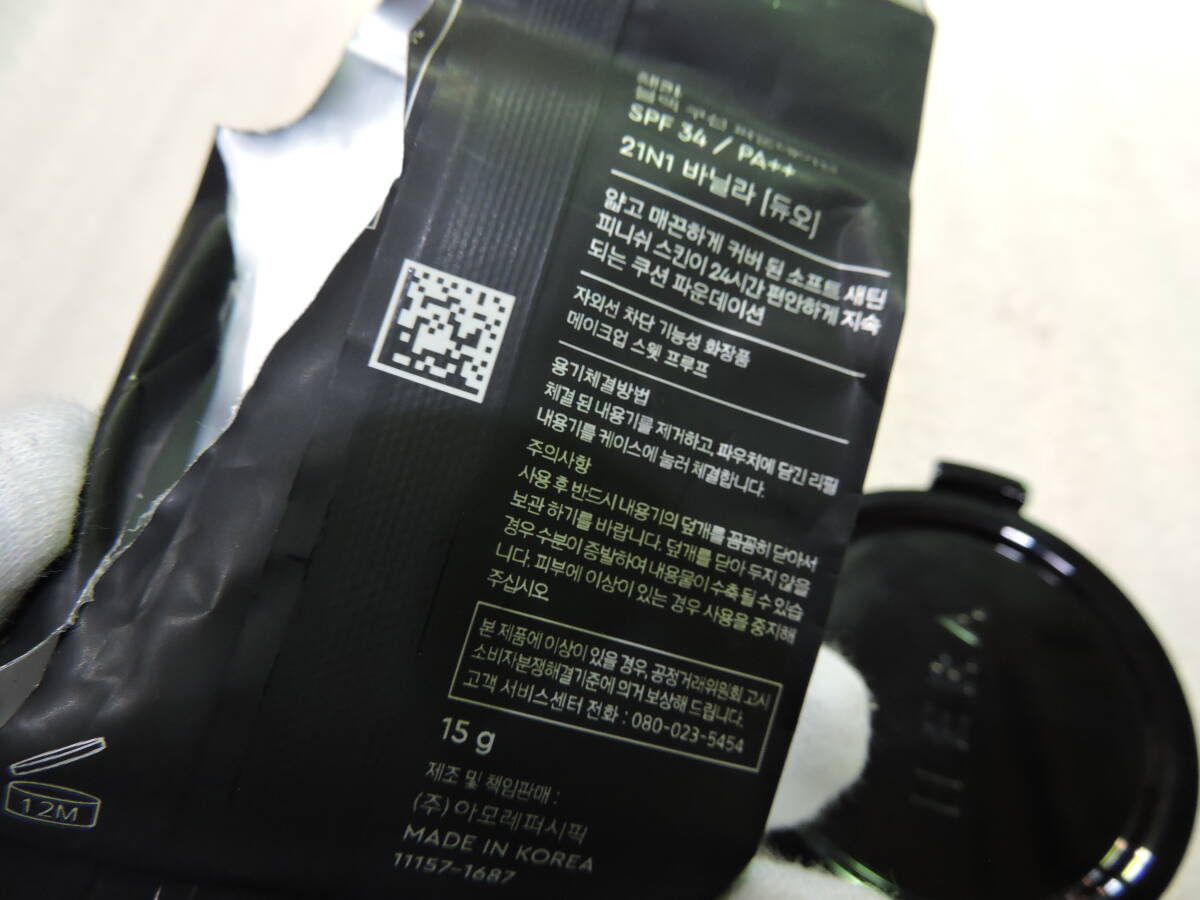 SPF 34 / PA++
21N1 바닐라 [듀오]
얇고 매끈하게 커버 된 소프트 새틴
피니쉬 스킨이 24시간 편안하게 지속
되는 쿠션 파운데이션
자외선 차단 기능성 화장품
메이크업 스웻 프루프
용기체결방법
체결 된 내용기를 제거하고, 파우치에 담긴 리필
내용기를 케이스에 눌러 체결합니다.
주의사항
사용 후 반드시 내용기의 덮개를 꼼꼼히 닫아서
보관 하기를 바랍니다. 덮개를 닫아 두지 않을
경우 수분이 증발하여 내용물이 수축 될 수 있습
니다. 피부에 이상이 있는 경우 사용을 중지해
주십시오
본 제품에 이상이 있을 경우, 공정거래위원회 고시
소비자분쟁해결기준에 의거 보상해 드립니다.
고객 서비스센터 전화 : 080-023-5454
15 g
제조 및 책임판매 :
(주)아모레퍼시픽
MADE IN KOREA
11157-1687
12M
HERA